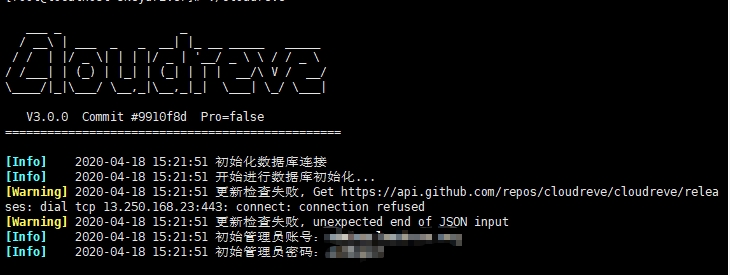 Cloudreve
V3.0.0 Commit #9910f8d Pro=false
================================================
[Info] 2020-04-18 15:21:51 初始化数据库连接
[Info] 2020-04-18 15:21:51 开始进行数据库初始化...
[Warning] 2020-04-18 15:21:51 更新检查失败, Get https://api.github.com/repos/cloudreve/cloudreve/relea
ses: dial tcp 13.250.168.23:443: connect: connection refused
[Warning] 2020-04-18 15:21:51 更新检查失败, unexpected end of JSON input
[Info] 2020-04-18 15:21:51 初始管理员账号：
[Info] 2020-04-18 15:21:51 初始管理员密码：